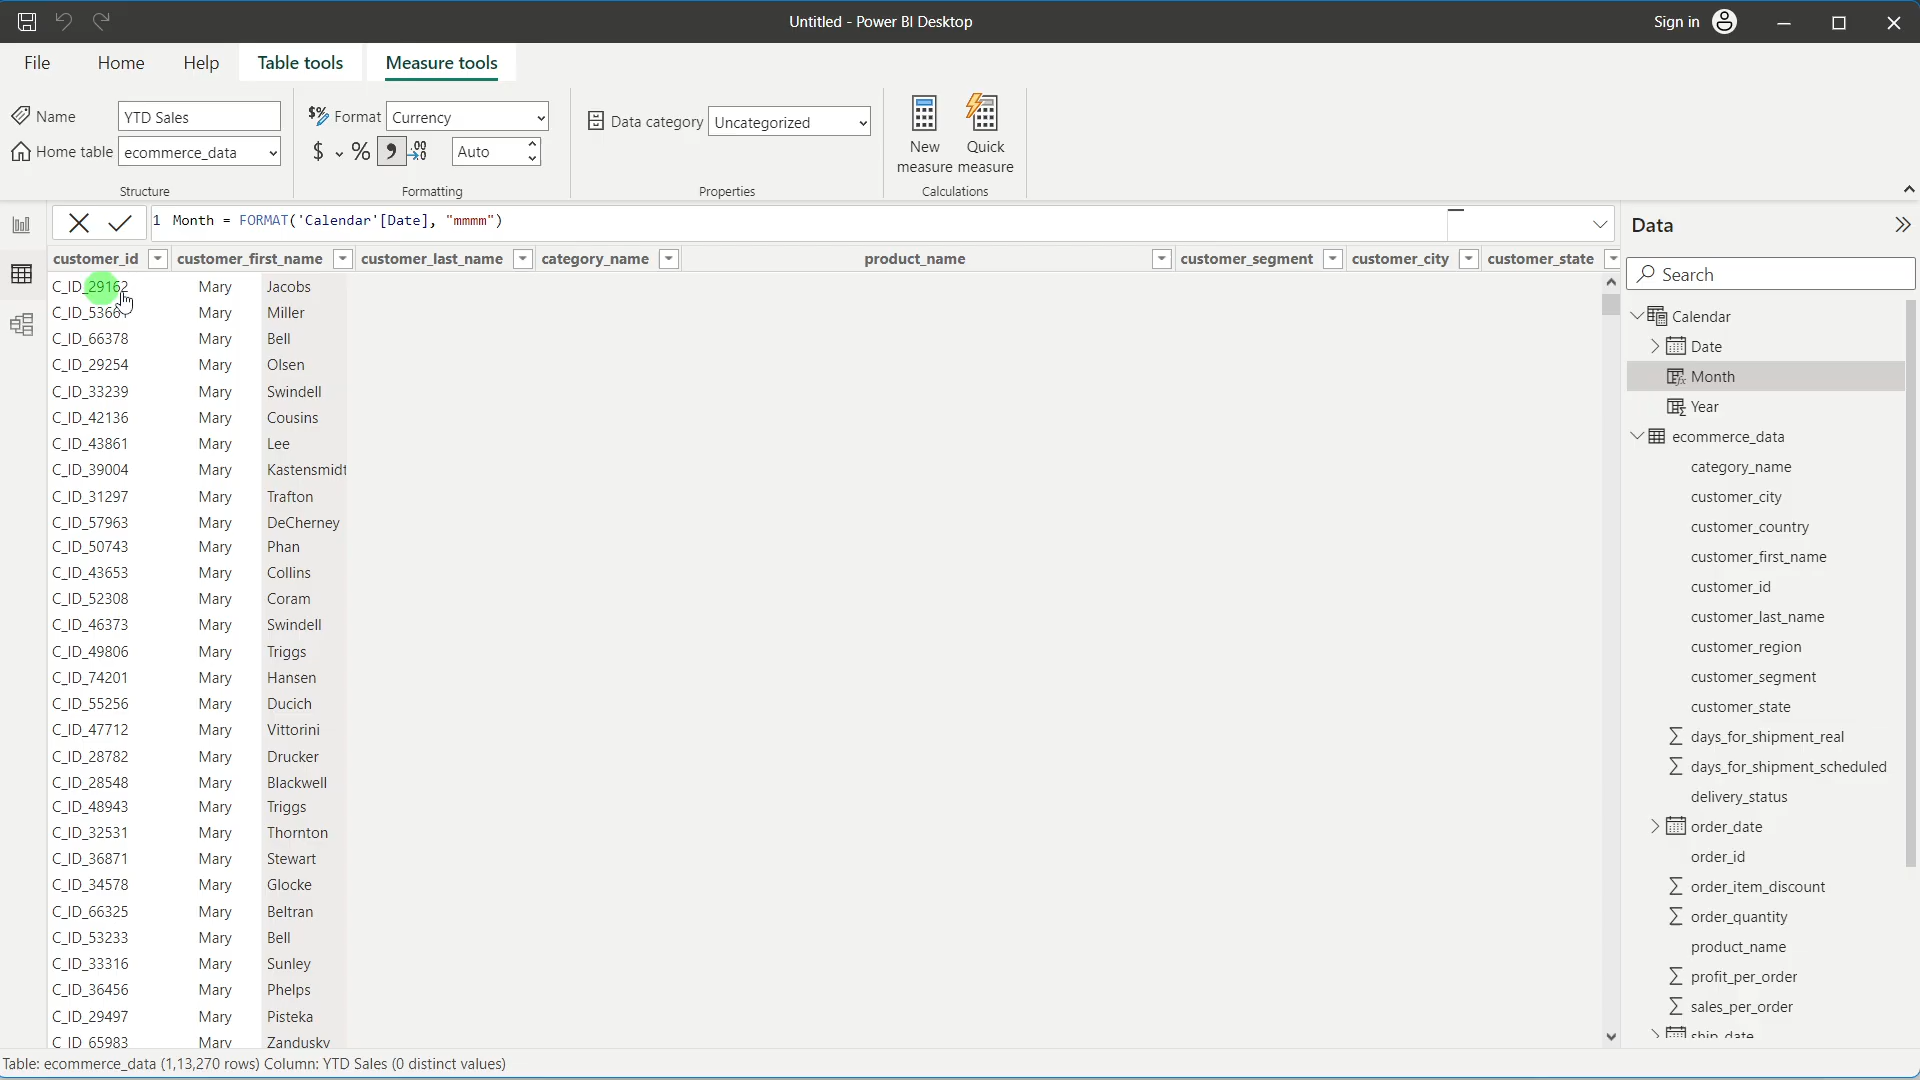 Untitled - Power BI Desktop
Sign in
File Home Help Table tools Measure tools
Name YTD Sales
Home table ecommerce_data
Structure
Format Currency
$ % , .00 →0 Auto
Formatting
Data category Uncategorized
Properties
New measure
Quick measure
Calculations
1 Month = FORMAT('Calendar'[Date], "mmmm")
customer_id customer_first_name customer_last_name category_name product_name customer_segment customer_city customer_state
C_ID_29162 Mary Jacobs
C_ID_53661 Mary Miller
C_ID_66378 Mary Bell
C_ID_29254 Mary Olsen
C_ID_33239 Mary Swindell
C_ID_42136 Mary Cousins
C_ID_43861 Mary Lee
C_ID_39004 Mary Kastensmidt
C_ID_31297 Mary Trafton
C_ID_57963 Mary DeCherney
C_ID_50743 Mary Phan
C_ID_43653 Mary Collins
C_ID_52308 Mary Coram
C_ID_46373 Mary Swindell
C_ID_49806 Mary Triggs
C_ID_74201 Mary Hansen
C_ID_55256 Mary Ducich
C_ID_47712 Mary Vittorini
C_ID_28782 Mary Drucker
C_ID_28548 Mary Blackwell
C_ID_48943 Mary Triggs
C_ID_32531 Mary Thornton
C_ID_36871 Mary Stewart
C_ID_34578 Mary Glocke
C_ID_66325 Mary Beltran
C_ID_53233 Mary Bell
C_ID_33316 Mary Sunley
C_ID_36456 Mary Phelps
C_ID_29497 Mary Pisteka
C_ID_65983 Mary Zandusky
Data
Search
Calendar
Date
Month
Year
ecommerce_data
category_name
customer_city
customer_country
customer_first_name
customer_id
customer_last_name
customer_region
customer_segment
customer_state
days_for_shipment_real
days_for_shipment_scheduled
delivery_status
order_date
order_id
order_item_discount
order_quantity
product_name
profit_per_order
sales_per_order
ship_date
Table: ecommerce_data (1,13,270 rows) Column: YTD Sales (0 distinct values)